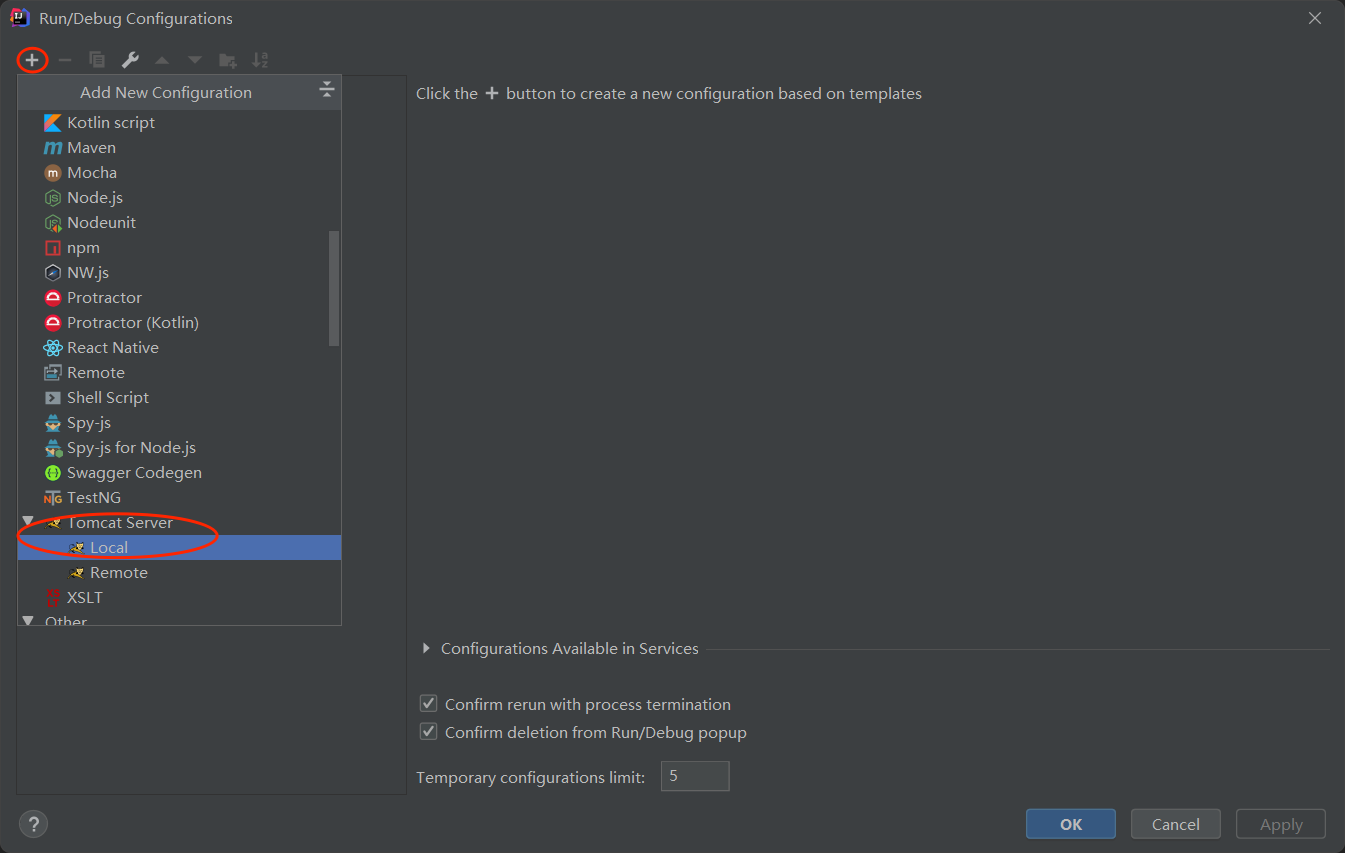 Run/Debug Configurations
Add New Configuration
Click the + button to create a new configuration based on templates
Kotlin script
Maven
Mocha
Node.js
Nodeunit
npm
NW.js
Protractor
Protractor (Kotlin)
React Native
Remote
Shell Script
Spy-js
Spy-js for Node.js
Swagger Codegen
TestNG
Tomcat Server
Local
Remote
XSLT
Other
Configurations Available in Services
Confirm rerun with process termination
Confirm deletion from Run/Debug popup
Temporary configurations limit: 5
? OK Cancel Apply